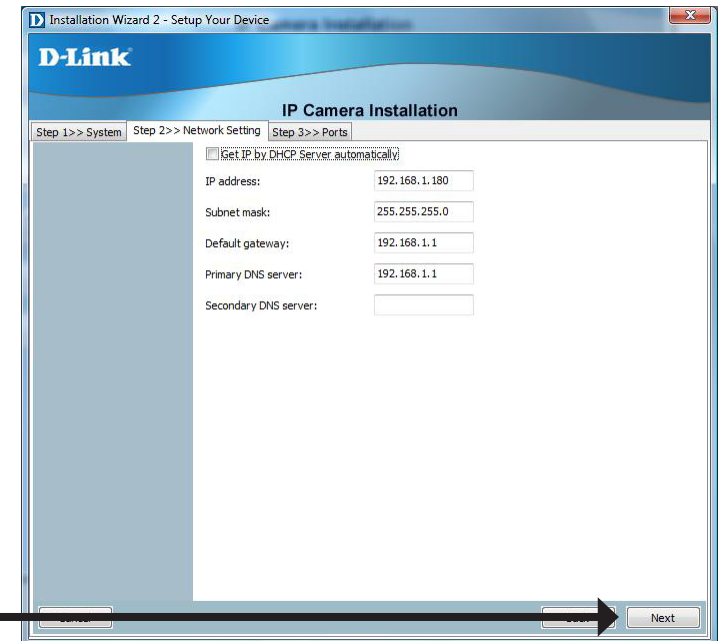 Installation Wizard 2 - Setup Your Device
D-Link
IP Camera Installation
Step 1>> System Step 2>> Network Setting Step 3>> Ports
Get IP by DHCP Server automatically
IP address: 192.168.1.180
Subnet mask: 255.255.255.0
Default gateway: 192.168.1.1
Primary DNS server: 192.168.1.1
Secondary DNS server:
Next